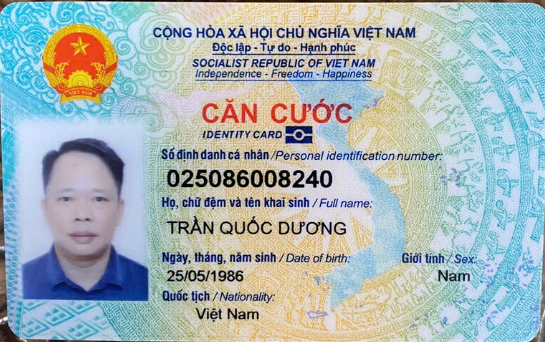 CỘNG HÒA XÃ HỘI CHỦ NGHĨA VIỆT NAM
Độc lập - Tự do - Hạnh phúc
SOCIALIST REPUBLIC OF VIET NAM
Independence - Freedom - Happiness
CĂN CƯỚC
IDENTITY CARD
Số định danh cá nhân / Personal identification number:
025086008240
Họ, chữ đệm và tên khai sinh / Full name:
TRẦN QUỐC DƯƠNG
Ngày, tháng, năm sinh / Date of birth: Giới tính / Sex:
25/05/1986 Nam
Quốc tịch / Nationality:
Việt Nam